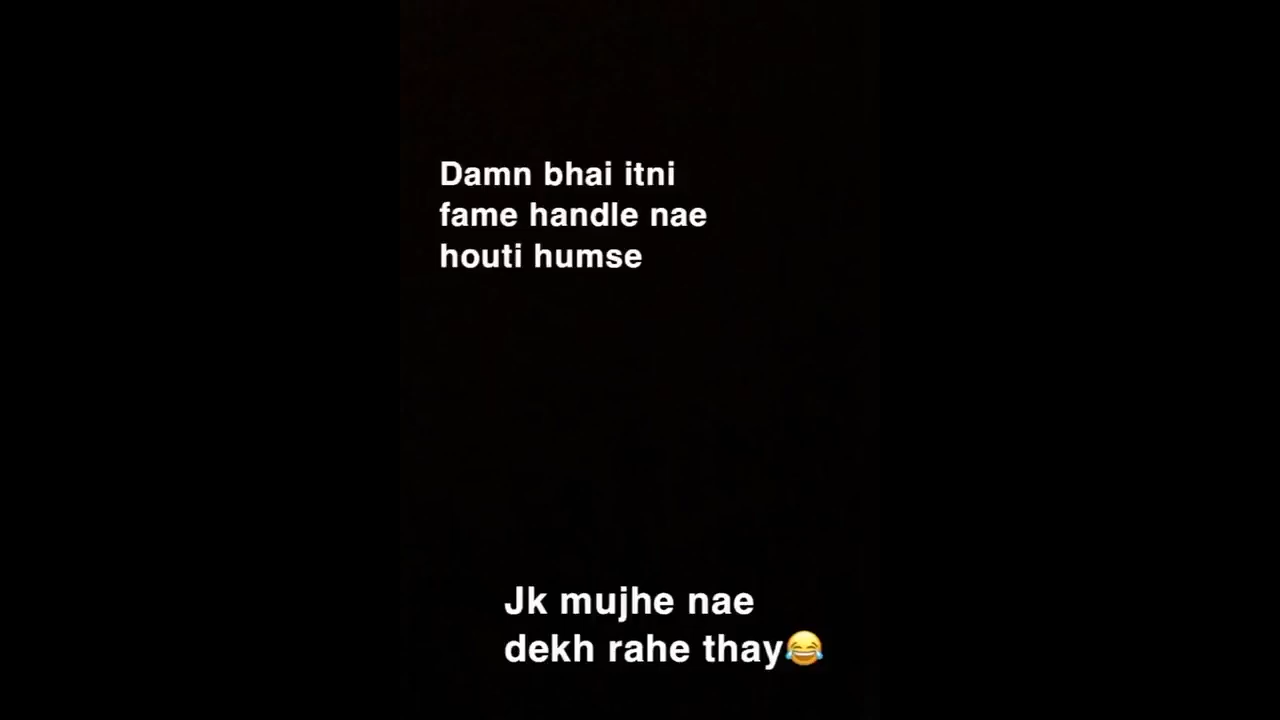 Damn bhai itni
fame handle nae
houti humse
Jk mujhe nae
dekh rahe thay😂